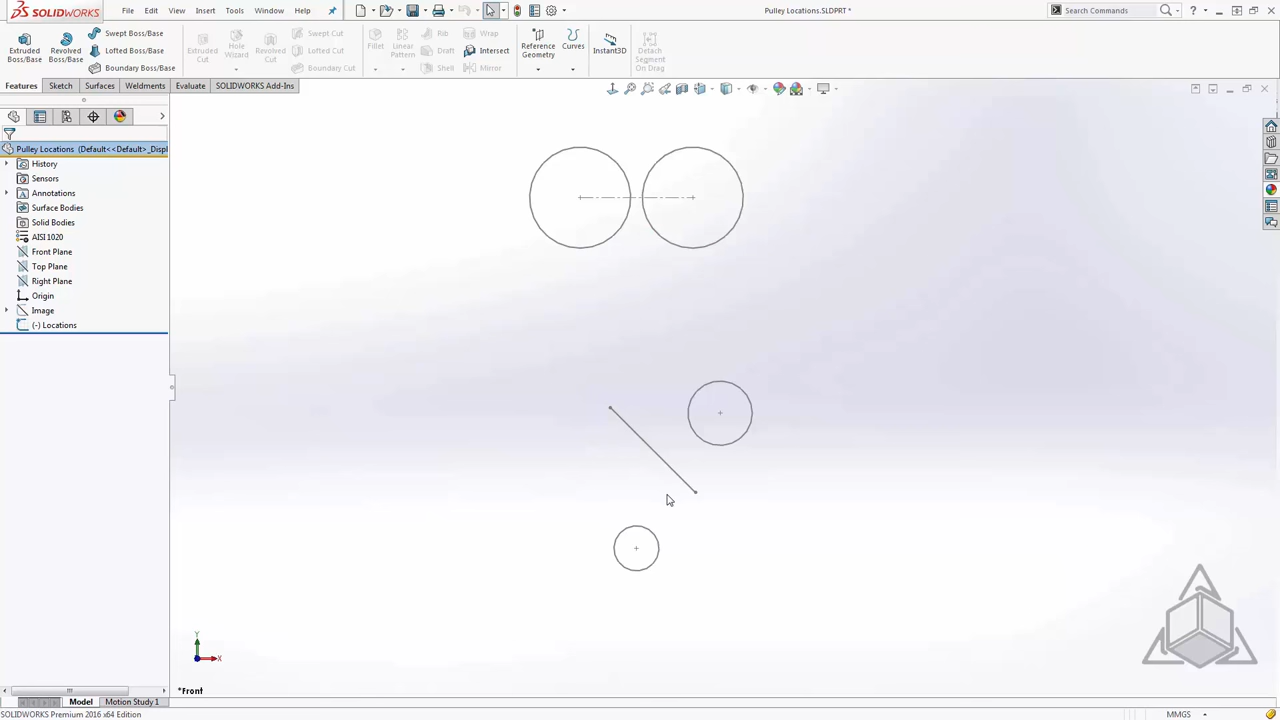 SOLIDWORKS
File Edit View Insert Tools Window Help
Pulley Locations.SLDPRT *
Search Commands
Extruded Boss/Base
Revolved Boss/Base
Swept Boss/Base
Lofted Boss/Base
Boundary Boss/Base
Extruded Cut
Hole Wizard
Revolved Cut
Swept Cut
Lofted Cut
Boundary Cut
Fillet
Linear Pattern
Rib
Draft
Shell
Wrap
Intersect
Mirror
Reference Geometry
Curves
Instant3D
Detach Segment On Drag
Features Sketch Surfaces Weldments Evaluate SOLIDWORKS Add-Ins
Pulley Locations (Default<<Default>_Displ
History
Sensors
Annotations
Surface Bodies
Solid Bodies
AISI 1020
Front Plane
Top Plane
Right Plane
Origin
Image
(-) Locations
Y
X
*Front
Model Motion Study 1
SOLIDWORKS Premium 2016 x64 Edition
MMGS